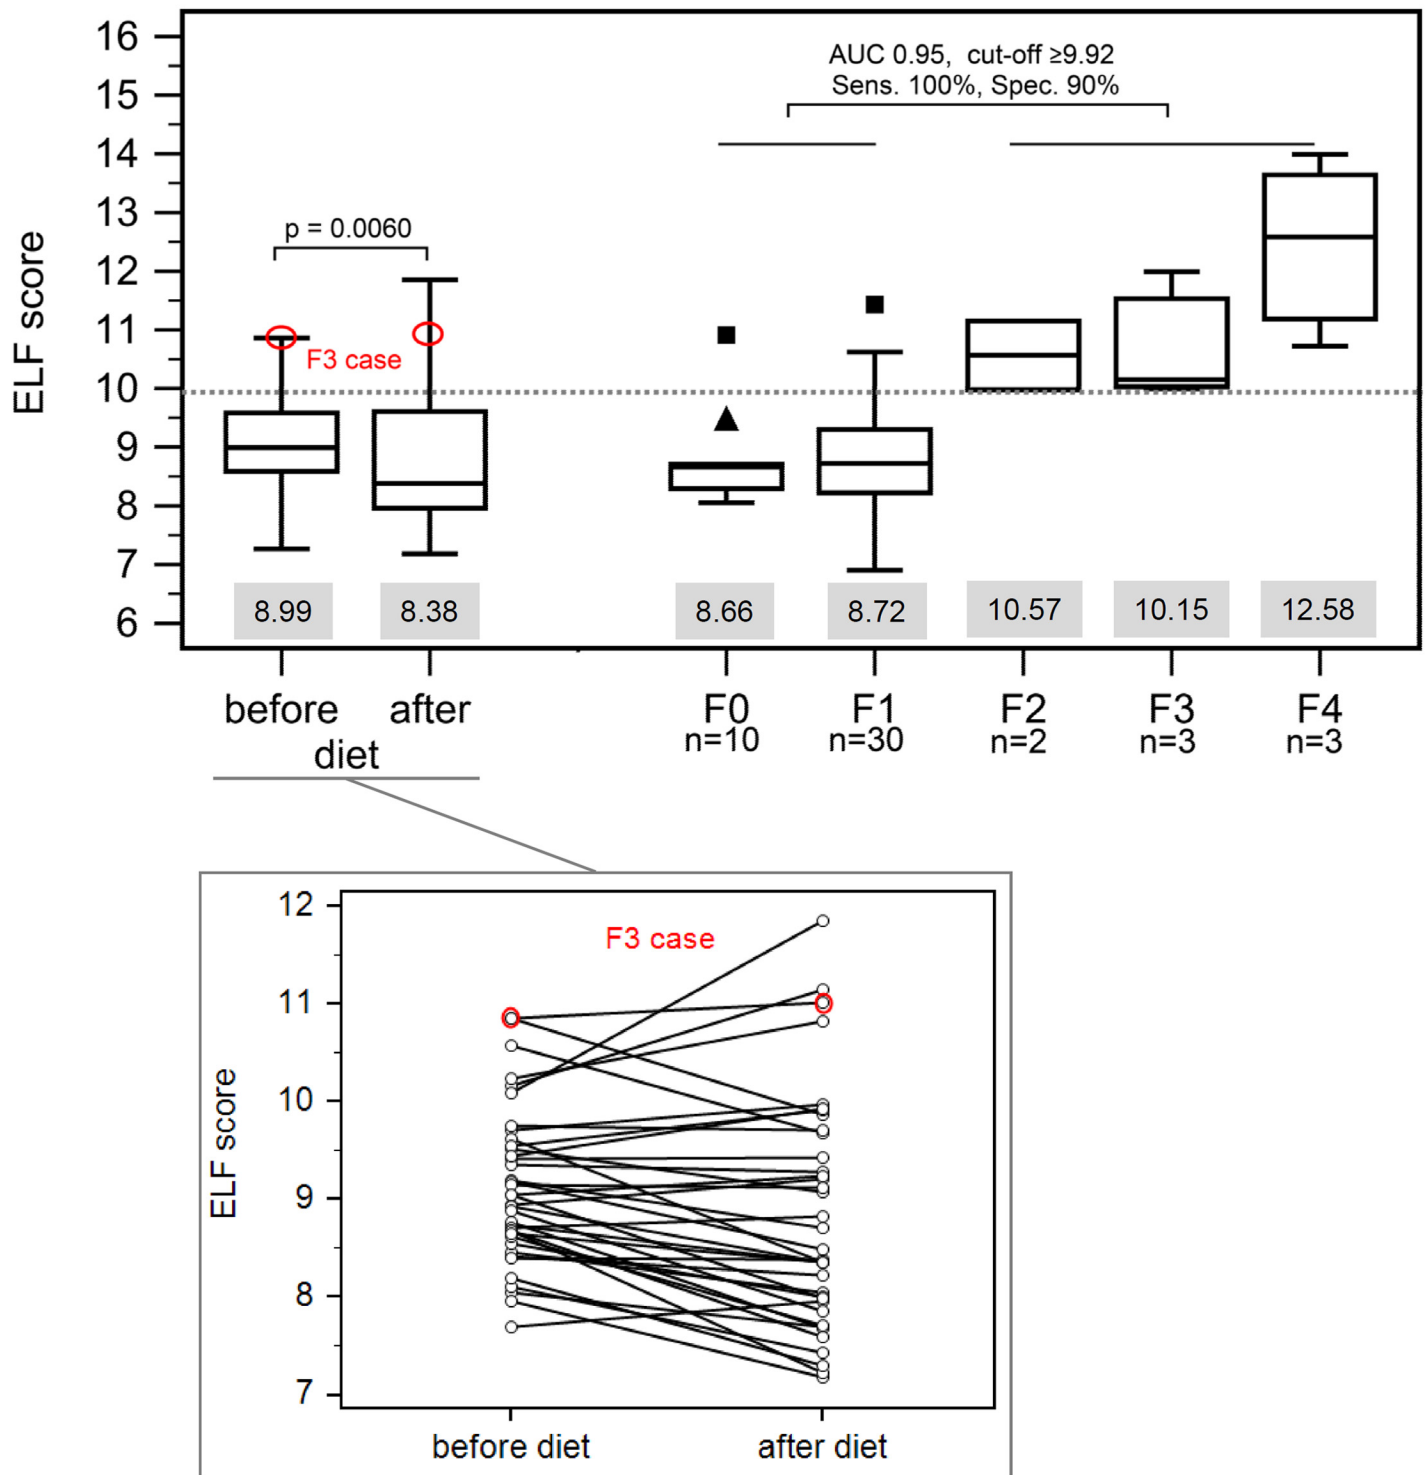 16
15
14
13
12
11
10
9
8
7
6
ELF score
AUC 0.95, cut-off ≥9.92
Sens. 100%, Spec. 90%
p = 0.0060
F3 case
8.99
8.38
8.66
8.72
10.57
10.15
12.58
before
after
diet
F0
n=10
F1
n=30
F2
n=2
F3
n=3
F4
n=3
12
11
10
9
8
7
ELF score
F3 case
before diet
after diet